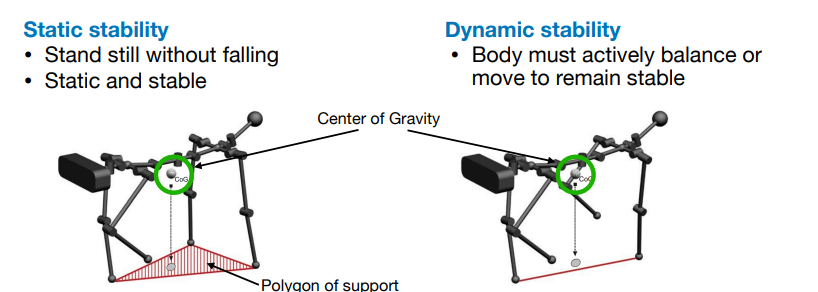 Static stability
• Stand still without falling
• Static and stable
Dynamic stability
• Body must actively balance or
move to remain stable
Center of Gravity
CoG
CoG
Polygon of support